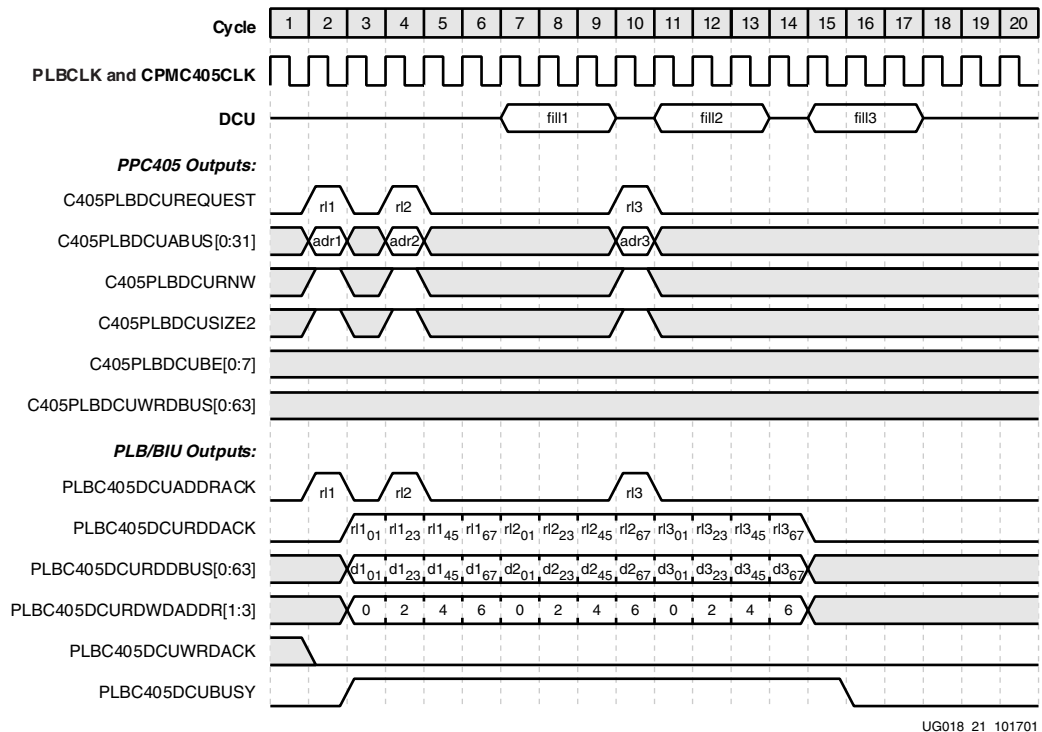 Cycle 1 2 3 4 5 6 7 8 9 10 11 12 13 14 15 16 17 18 19 20
PLBCLK and CPMC405CLK
DCU fill1 fill2 fill3
PPC405 Outputs:
C405PLBDCUREQUEST rl1 rl2 rl3
C405PLBDCUABUS[0:31] adr1 adr2 adr3
C405PLBDCURNW
C405PLBDCUSIZE2
C405PLBDCUBE[0:7]
C405PLBDCUWRDBUS[0:63]
PLB/BIU Outputs:
PLBC405DCUADDRACK rl1 rl2 rl3
PLBC405DCURDDACK rl1₀₁ rl1₂₃ rl1₄₅ rl1₆₇ rl2₀₁ rl2₂₃ rl2₄₅ rl2₆₇ rl3₀₁ rl3₂₃ rl3₄₅ rl3₆₇
PLBC405DCURDDBUS[0:63] d1₀₁ d1₂₃ d1₄₅ d1₆₇ d2₀₁ d2₂₃ d2₄₅ d2₆₇ d3₀₁ d3₂₃ d3₄₅ d3₆₇
PLBC405DCURDWDADDR[1:3] 0 2 4 6 0 2 4 6 0 2 4 6
PLBC405DCUWRDACK
PLBC405DCUBUSY
UG018_21_101701